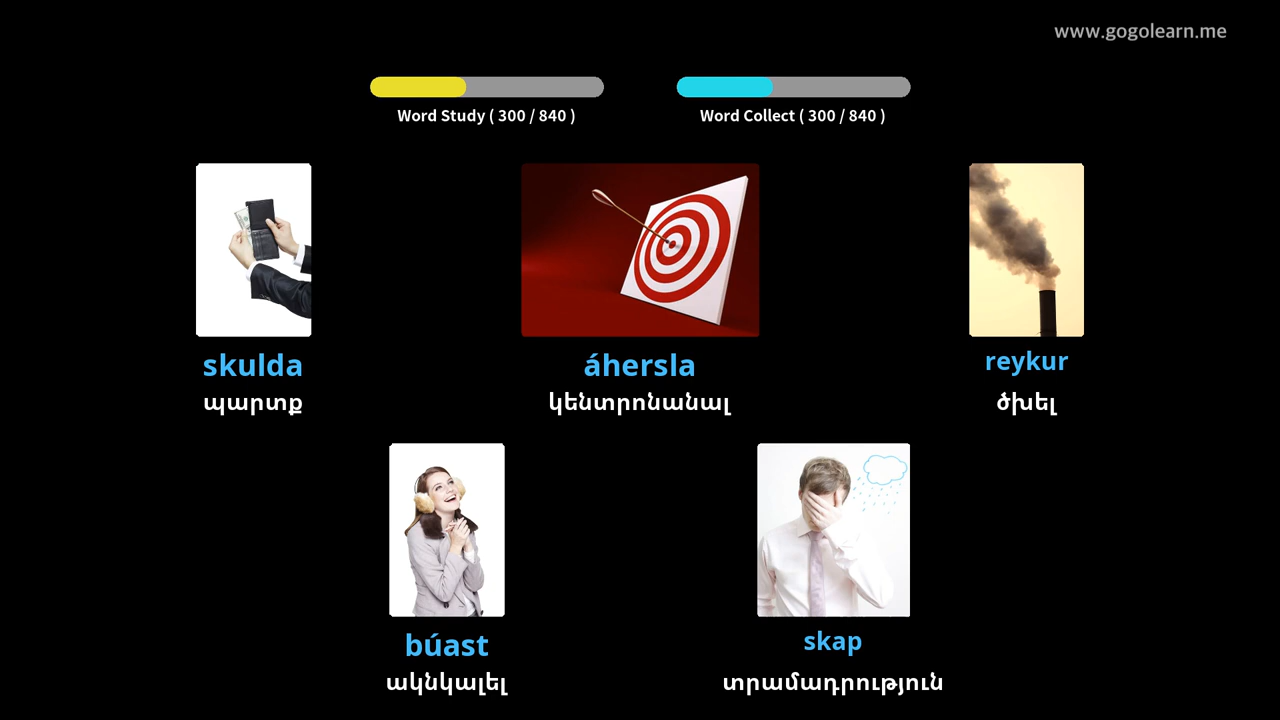 www.gogolearn.me
Word Study ( 300 / 840 )
Word Collect ( 300 / 840 )
skulda
պարտք
áhersla
կենտրոնանալ
reykur
ծխել
búast
ակնկալել
skap
տրամադրություն